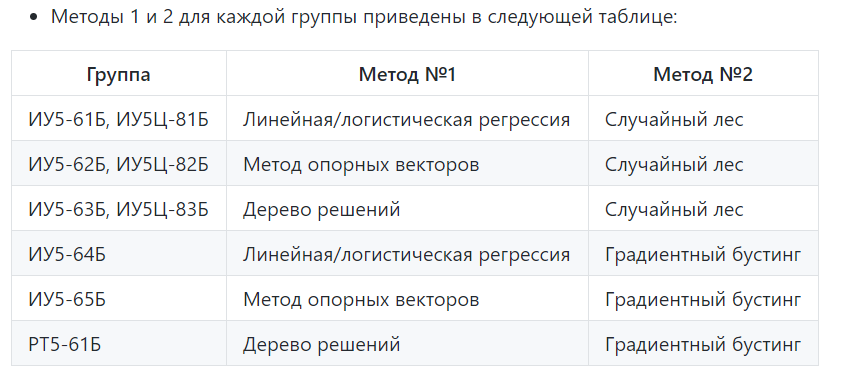 Методы 1 и 2 для каждой группы приведены в следующей таблице:
Группа Метод №1 Метод №2
ИУ5-61Б, ИУ5Ц-81Б Линейная/логистическая регрессия Случайный лес
ИУ5-62Б, ИУ5Ц-82Б Метод опорных векторов Случайный лес
ИУ5-63Б, ИУ5Ц-83Б Дерево решений Случайный лес
ИУ5-64Б Линейная/логистическая регрессия Градиентный бустинг
ИУ5-65Б Метод опорных векторов Градиентный бустинг
РТ5-61Б Дерево решений Градиентный бустинг